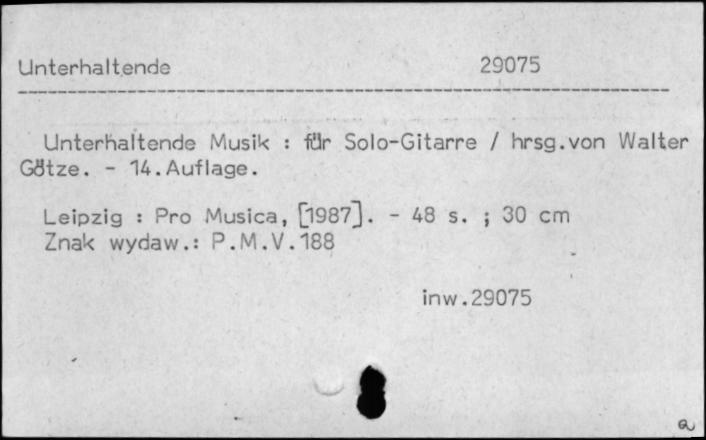 Unterhaltende 29075
Unterhaltende Musik : für Solo-Gitarre / hrsg.von Walter
Götze. - 14.Auflage.
Leipzig : Pro Musica, [1987]. - 48 s. ; 30 cm
Znak wydaw.: P.M.V.188
inw.29075
a